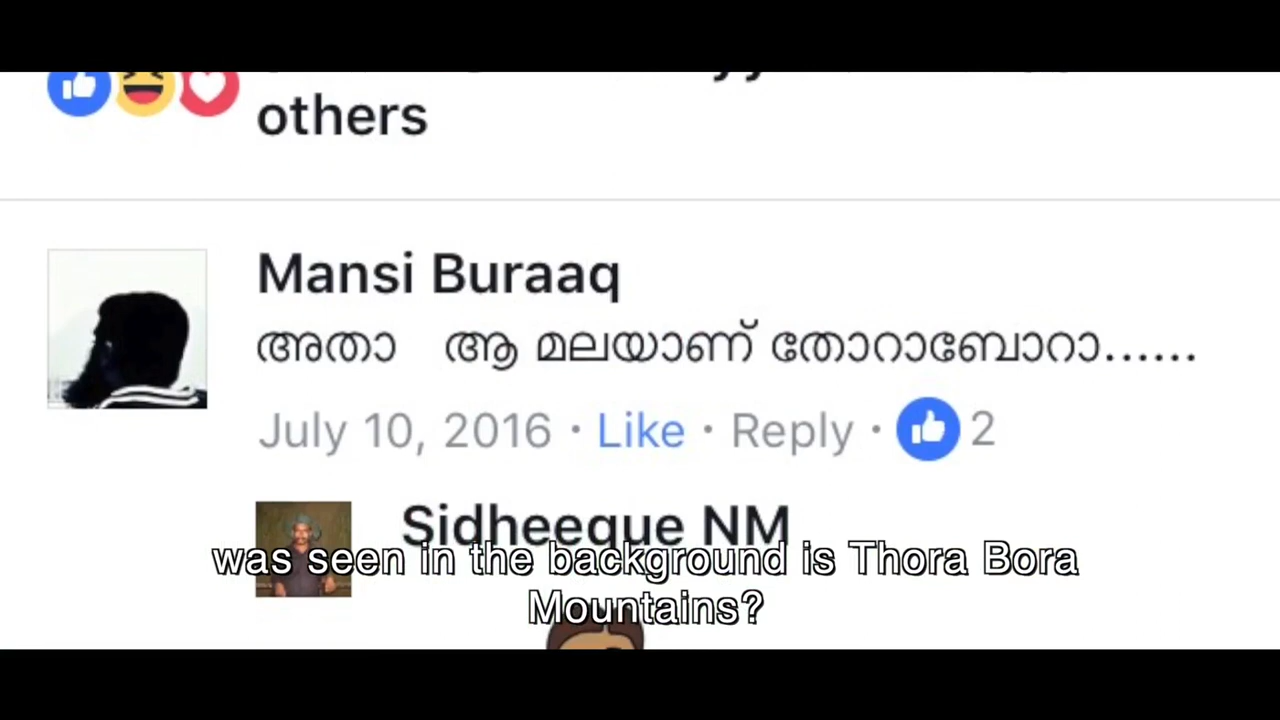 others
Mansi Buraaq
അതാ ആ മലയാണ് തോറാബോറാ......
July 10, 2016 · Like · Reply · 2
Sidheeque NM
was seen in the background is Thora Bora
Mountains?